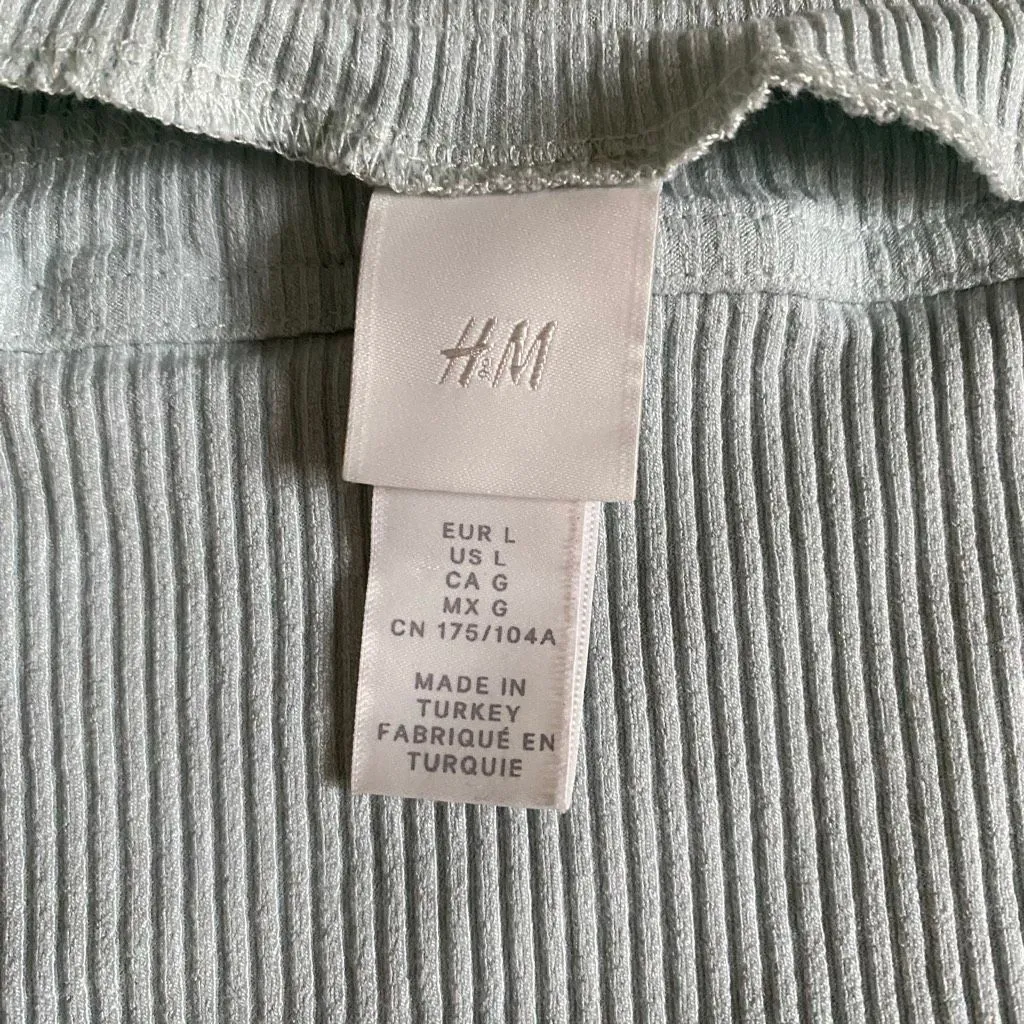 H&M
EUR L
US L
CA G
MX G
CN 175/104A
MADE IN
TURKEY
FABRIQUÉ EN
TURQUIE